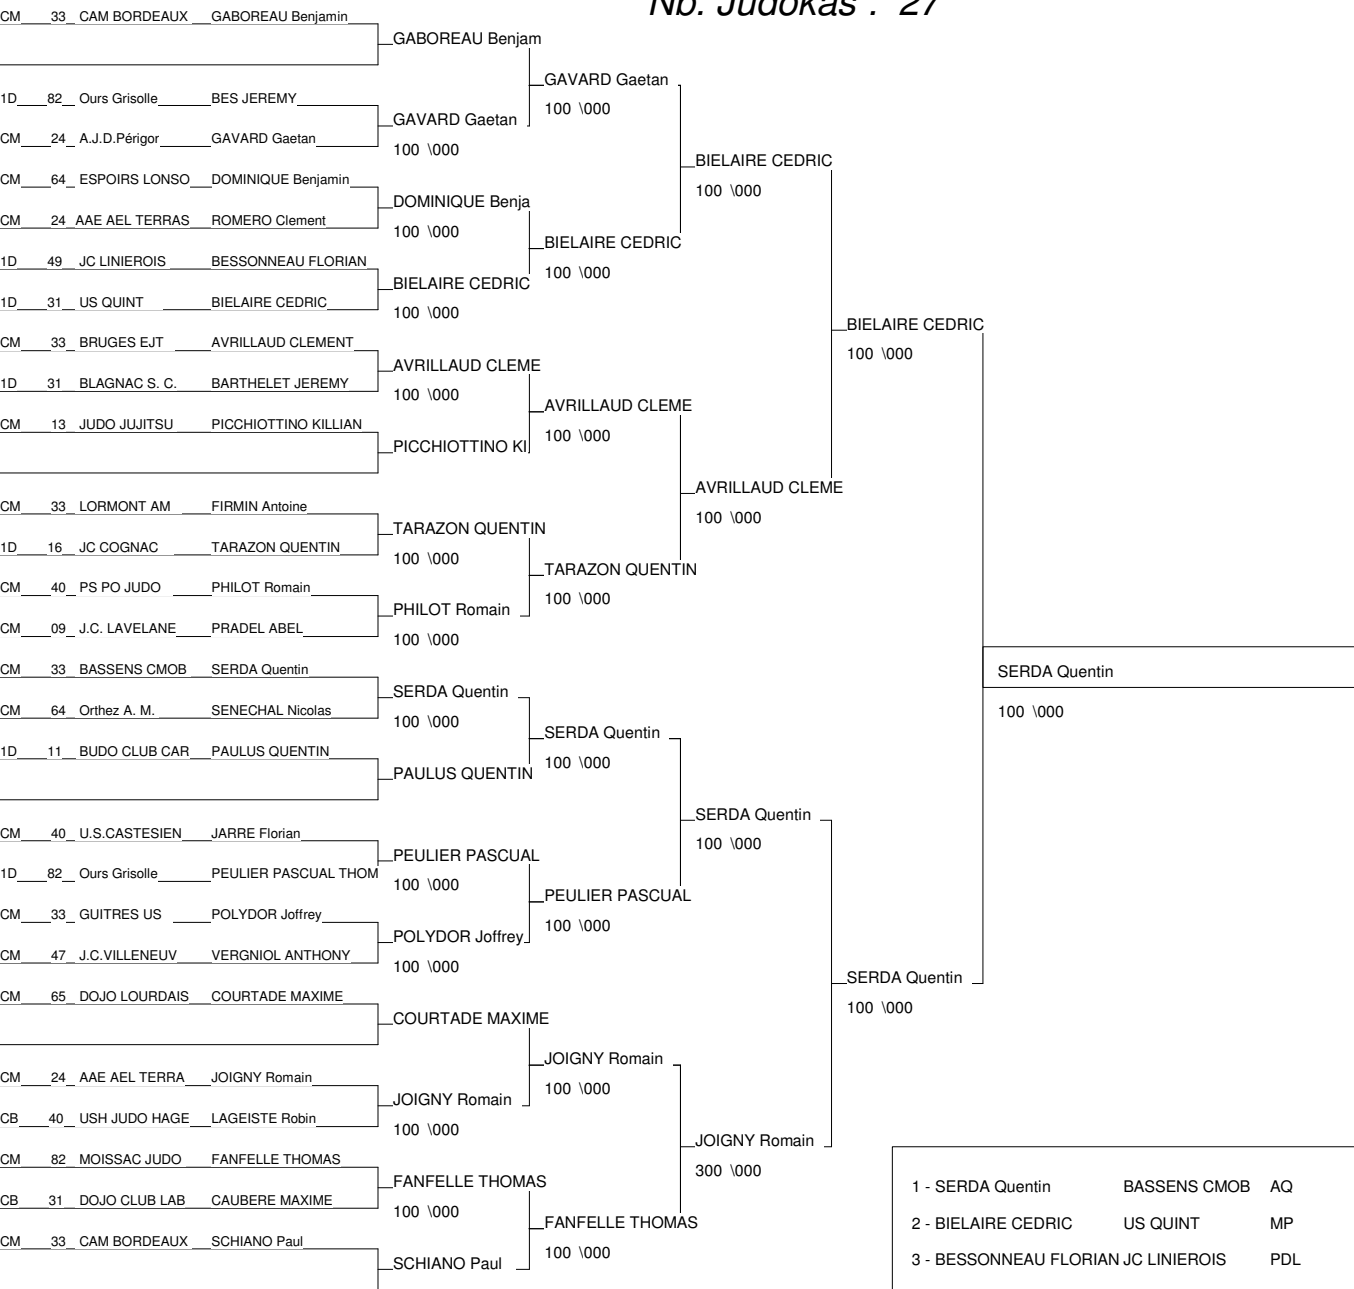 Nb. Judokas : 27
CM 33 CAM BORDEAUX GABOREAU Benjamin
GABOREAU Benjam
GAVARD Gaetan
100 \000
1D 82 Ours Grisolle BES JEREMY
GAVARD Gaetan
100 \000
CM 24 A.J.D.Périgor GAVARD Gaetan
BIELAIRE CEDRIC
100 \000
CM 64 ESPOIRS LONSO DOMINIQUE Benjamin
DOMINIQUE Benja
100 \000
CM 24 AAE AEL TERRAS ROMERO Clement
BIELAIRE CEDRIC
100 \000
1D 49 JC LINIEROIS BESSONNEAU FLORIAN
BIELAIRE CEDRIC
100 \000
1D 31 US QUINT BIELAIRE CEDRIC
BIELAIRE CEDRIC
100 \000
CM 33 BRUGES EJT AVRILLAUD CLEMENT
AVRILLAUD CLEME
100 \000
1D 31 BLAGNAC S. C. BARTHELET JEREMY
AVRILLAUD CLEME
100 \000
CM 13 JUDO JUJITSU PICCHIOTTINO KILLIAN
PICCHIOTTINO KI
AVRILLAUD CLEME
100 \000
CM 33 LORMONT AM FIRMIN Antoine
TARAZON QUENTIN
100 \000
1D 16 JC COGNAC TARAZON QUENTIN
TARAZON QUENTIN
100 \000
CM 40 PS PO JUDO PHILOT Romain
PHILOT Romain
100 \000
CM 09 J.C. LAVELANE PRADEL ABEL
SERDA Quentin
100 \000
CM 33 BASSENS CMOB SERDA Quentin
SERDA Quentin
100 \000
CM 64 Orthez A. M. SENECHAL Nicolas
SERDA Quentin
100 \000
1D 11 BUDO CLUB CAR PAULUS QUENTIN
PAULUS QUENTIN
SERDA Quentin
100 \000
CM 40 U.S.CASTESIEN JARRE Florian
PEULIER PASCUAL
100 \000
1D 82 Ours Grisolle PEULIER PASCUAL THOM
PEULIER PASCUAL
100 \000
CM 33 GUITRES US POLYDOR Joffrey
POLYDOR Joffrey
100 \000
CM 47 J.C.VILLENEUV VERGNIOL ANTHONY
SERDA Quentin
100 \000
CM 65 DOJO LOURDAIS COURTADE MAXIME
COURTADE MAXIME
JOIGNY Romain
100 \000
CM 24 AAE AEL TERRA JOIGNY Romain
JOIGNY Romain
100 \000
CB 40 USH JUDO HAGE LAGEISTE Robin
JOIGNY Romain
300 \000
CM 82 MOISSAC JUDO FANFELLE THOMAS
FANFELLE THOMAS
100 \000
CB 31 DOJO CLUB LAB CAUBERE MAXIME
FANFELLE THOMAS
100 \000
CM 33 CAM BORDEAUX SCHIANO Paul
SCHIANO Paul
1 - SERDA Quentin BASSENS CMOB AQ
2 - BIELAIRE CEDRIC US QUINT MP
3 - BESSONNEAU FLORIAN JC LINIEROIS PDL